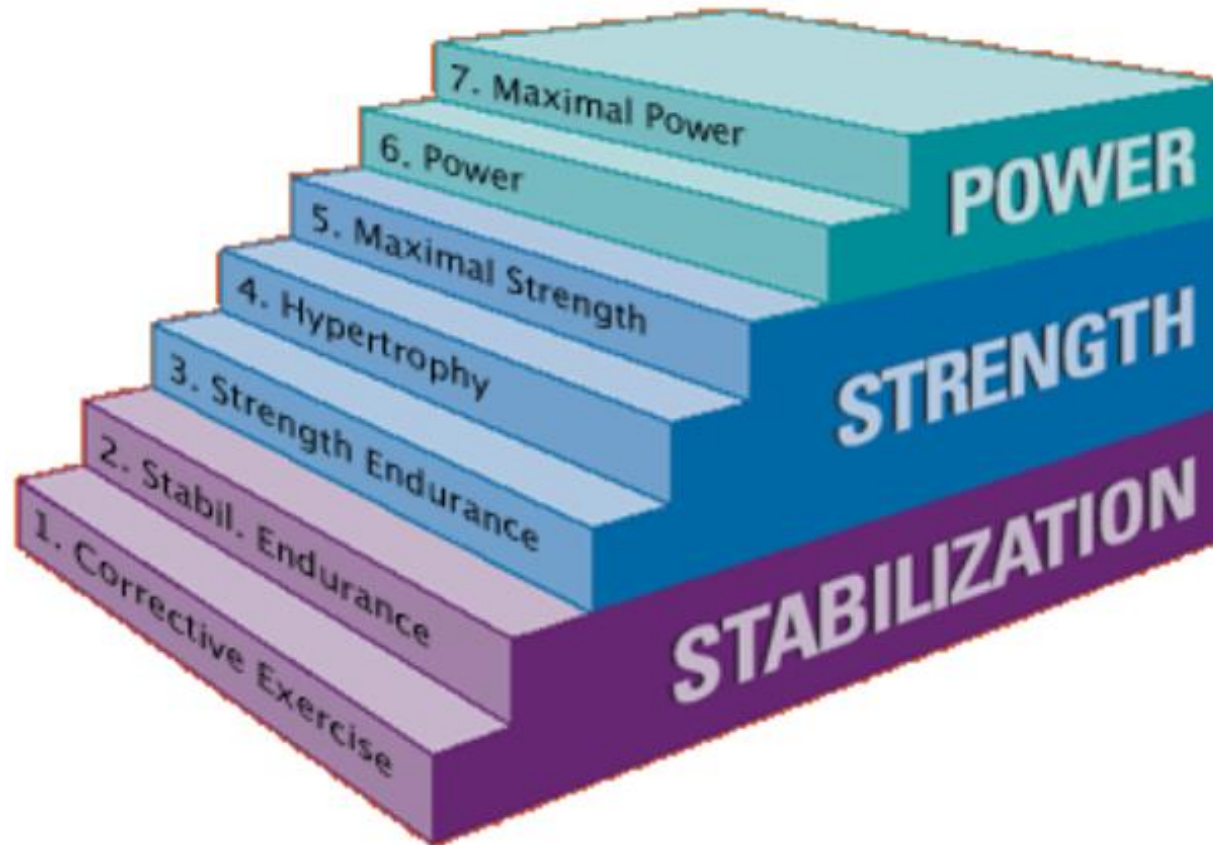 7. Maximal Power
6. Power
5. Maximal Strength
4. Hypertrophy
3. Strength Endurance
2. Stabil. Endurance
1. Corrective Exercise
POWER
STRENGTH
STABILIZATION